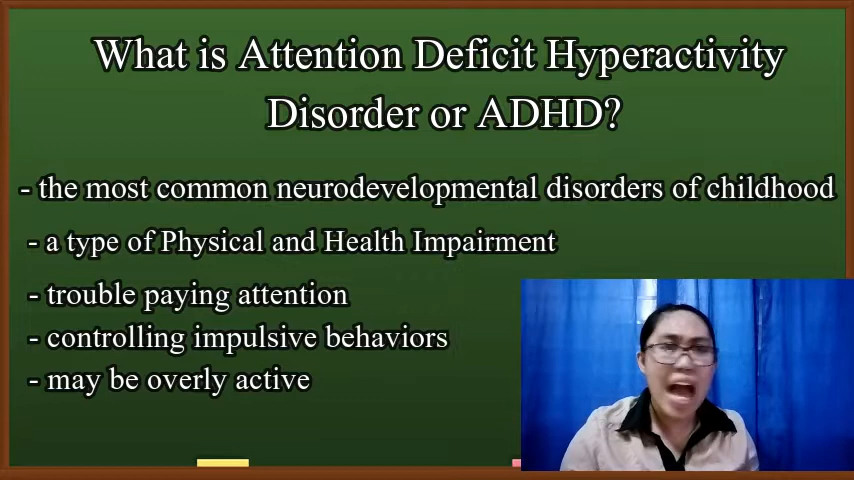 What is Attention Deficit Hyperactivity
Disorder or ADHD?
- the most common neurodevelopmental disorders of childhood
- a type of Physical and Health Impairment
- trouble paying attention
- controlling impulsive behaviors
- may be overly active